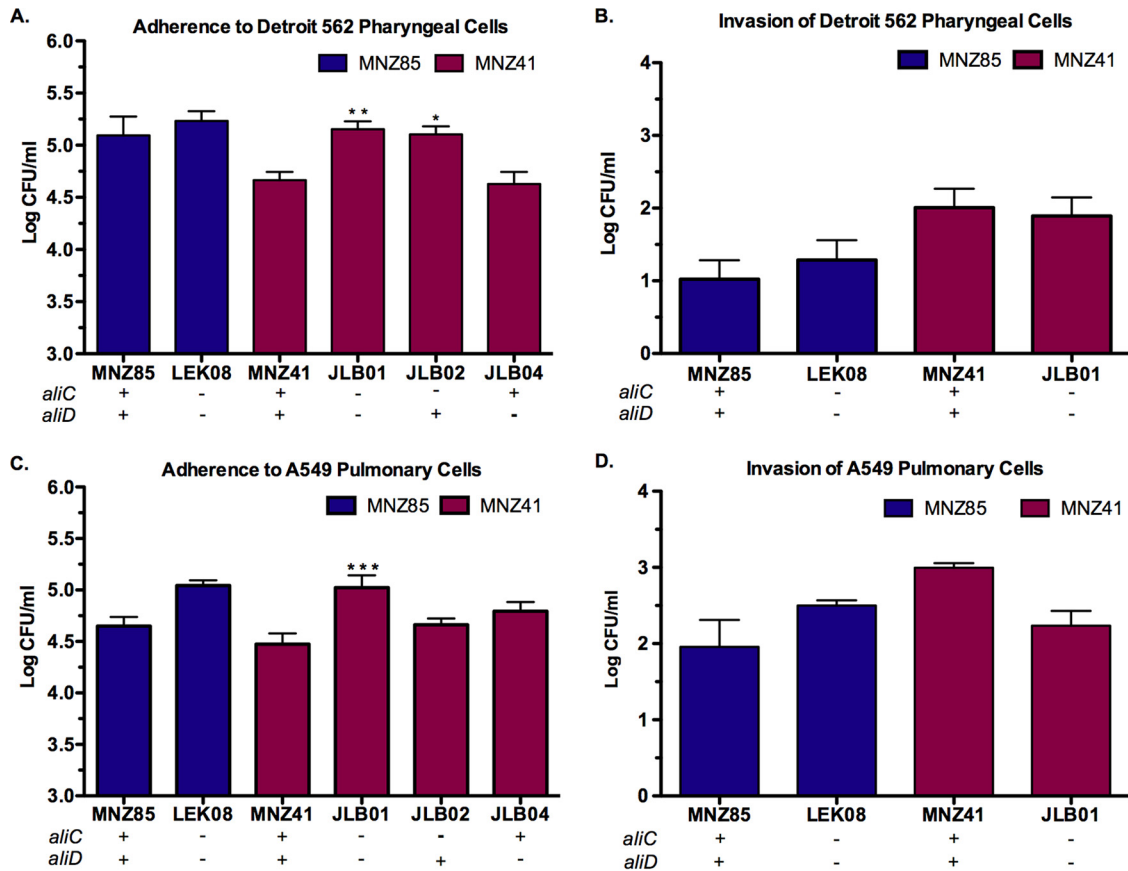 A.
Adherence to Detroit 562 Pharyngeal Cells
MNZ85 MNZ41
Log CFU/ml
6.0
5.5
5.0
4.5
4.0
3.5
3.0
** *
MNZ85 LEK08 MNZ41 JLB01 JLB02 JLB04
aliC + - + - - +
aliD + - + - + -
B.
Invasion of Detroit 562 Pharyngeal Cells
MNZ85 MNZ41
Log CFU/ml
4
3
2
1
0
MNZ85 LEK08 MNZ41 JLB01
aliC + - + -
aliD + - + -
C.
Adherence to A549 Pulmonary Cells
MNZ85 MNZ41
Log CFU/ml
6.0
5.5
5.0
4.5
4.0
3.5
3.0
***
MNZ85 LEK08 MNZ41 JLB01 JLB02 JLB04
aliC + - + - - +
aliD + - + - + -
D.
Invasion of A549 Pulmonary Cells
MNZ85 MNZ41
Log CFU/ml
4
3
2
1
0
MNZ85 LEK08 MNZ41 JLB01
aliC + - + -
aliD + - + -